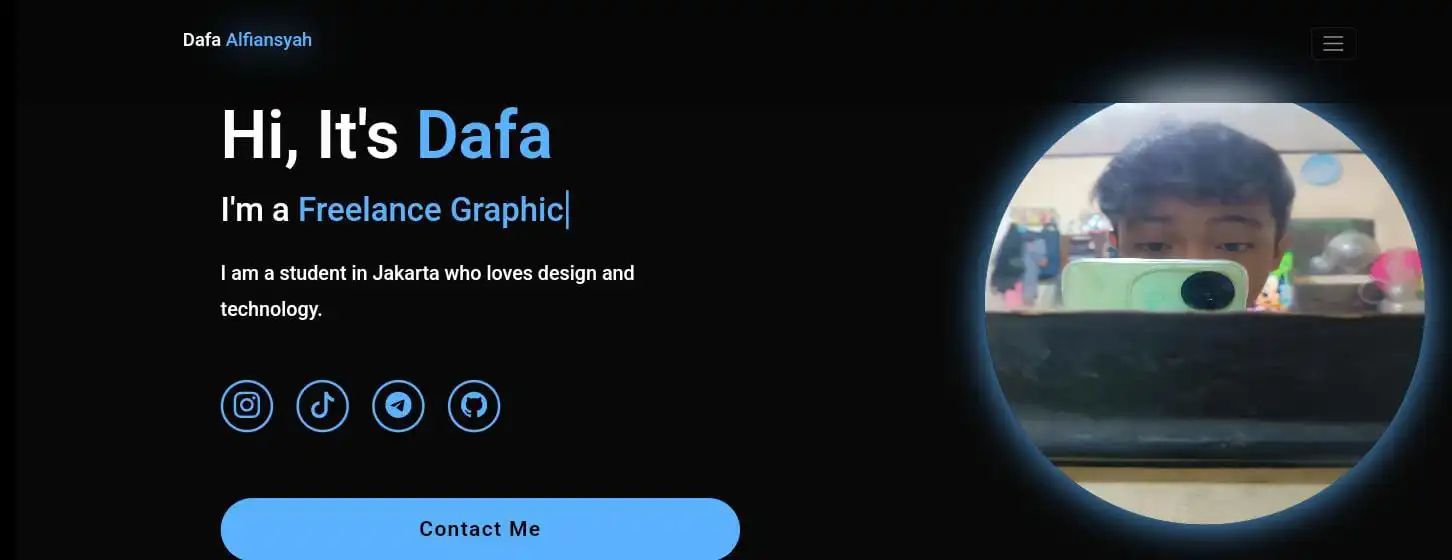 Dafa Alfiansyah
Hi, It's Dafa
I'm a Freelance Graphic
I am a student in Jakarta who loves design and
technology.
Contact Me